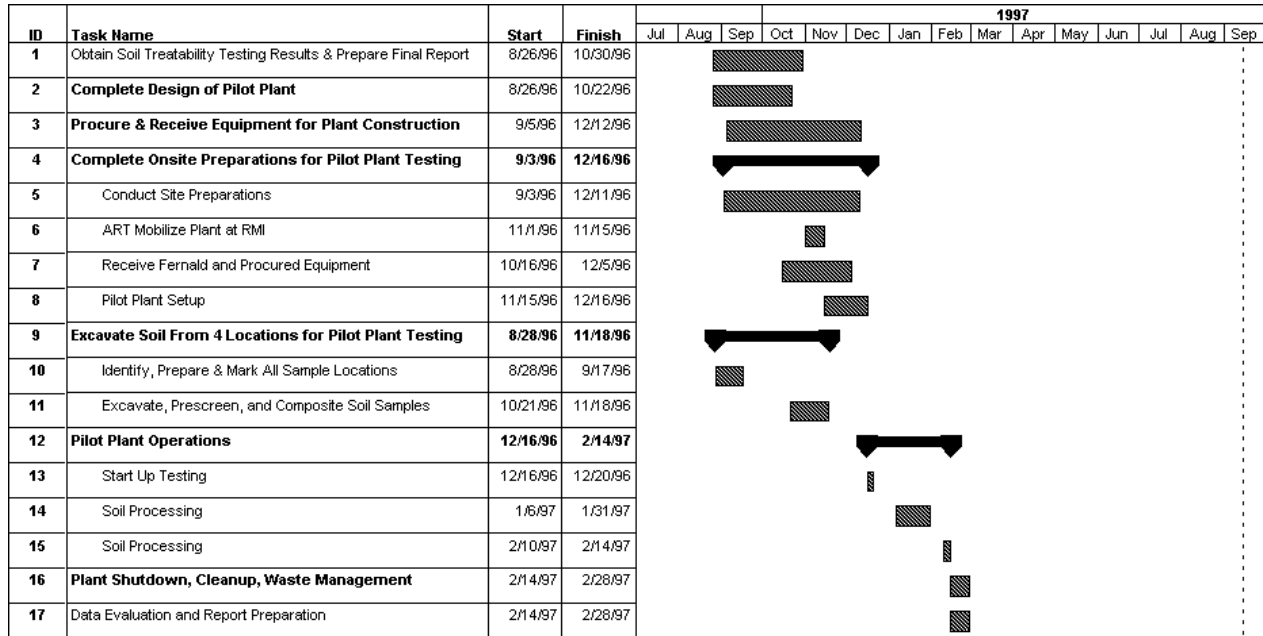 1997
ID Task Name Start Finish Jul Aug Sep Oct Nov Dec Jan Feb Mar Apr May Jun Jul Aug Sep
1 Obtain Soil Treatability Testing Results & Prepare Final Report 8/26/96 10/30/96
2 Complete Design of Pilot Plant 8/26/96 10/22/96
3 Procure & Receive Equipment for Plant Construction 9/5/96 12/12/96
4 Complete Onsite Preparations for Pilot Plant Testing 9/3/96 12/16/96
5 Conduct Site Preparations 9/3/96 12/11/96
6 ART Mobilize Plant at RMI 11/1/96 11/15/96
7 Receive Fernald and Procured Equipment 10/16/96 12/5/96
8 Pilot Plant Setup 11/15/96 12/16/96
9 Excavate Soil From 4 Locations for Pilot Plant Testing 8/28/96 11/18/96
10 Identify, Prepare & Mark All Sample Locations 8/28/96 9/17/96
11 Excavate, Prescreen, and Composite Soil Samples 10/21/96 11/18/96
12 Pilot Plant Operations 12/16/96 2/14/97
13 Start Up Testing 12/16/96 12/20/96
14 Soil Processing 1/6/97 1/31/97
15 Soil Processing 2/10/97 2/14/97
16 Plant Shutdown, Cleanup, Waste Management 2/14/97 2/28/97
17 Data Evaluation and Report Preparation 2/14/97 2/28/97